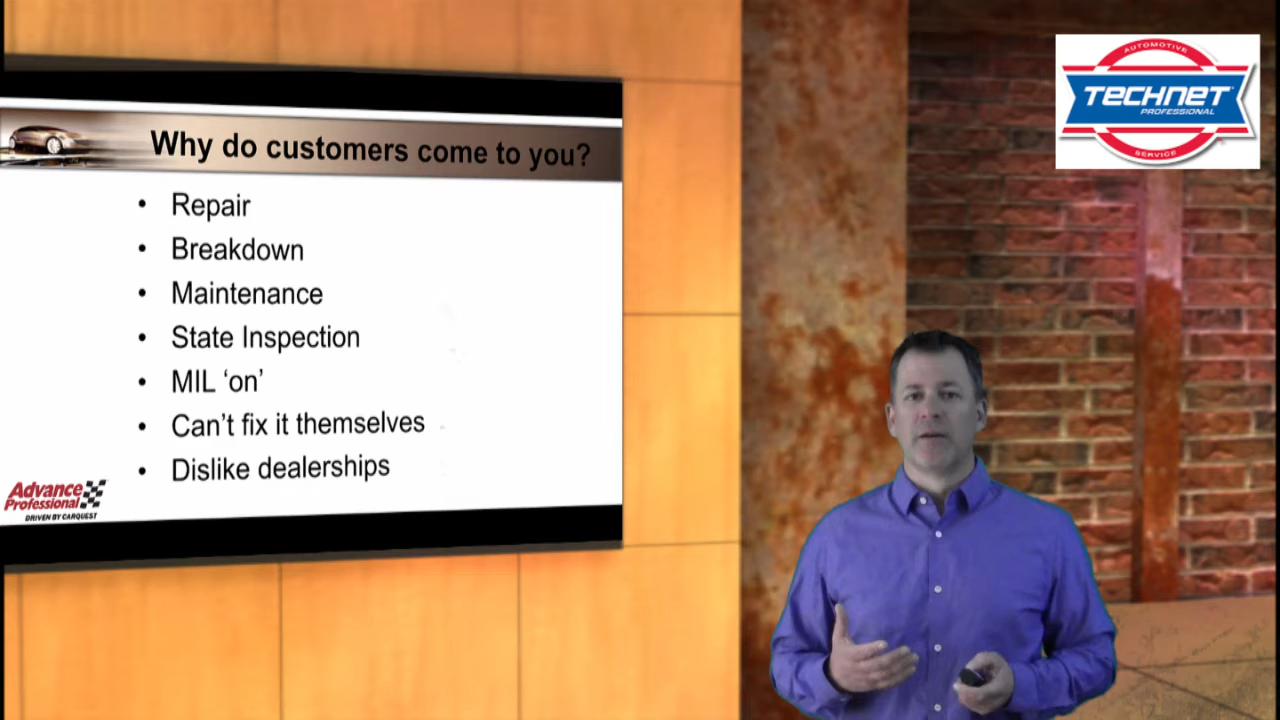 Why do customers come to you?
• Repair
• Breakdown
• Maintenance
• State Inspection
• MIL ‘on’
• Can’t fix it themselves
• Dislike dealerships
Advance
Professional
DRIVEN BY CARQUEST
AUTOMOTIVE
TECHNET
PROFESSIONAL
SERVICE